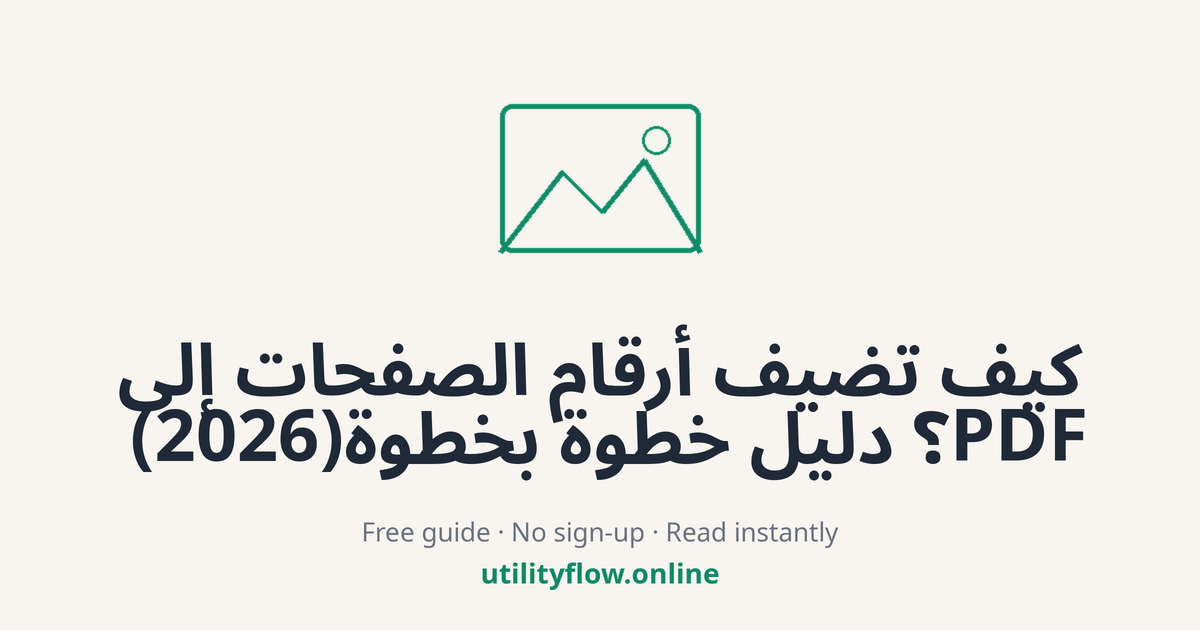 كيف تضيف أرقام الصفحات إلى
PDF؟ دليل خطوة بخطوة(2026)
Free guide · No sign-up · Read instantly
utilityflow.online